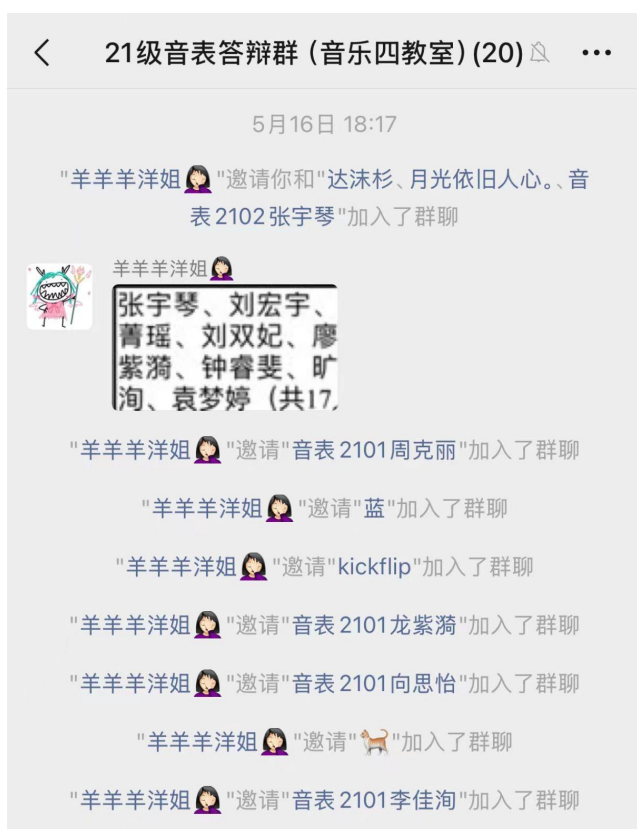 21级音表答辩群（音乐四教室）(20)
5月16日 18:17
"羊羊羊洋姐🤦🏻‍♀️"邀请你和"达沫杉、月光依旧人心。、音
表2102张宇琴"加入了群聊
羊羊羊洋姐🤦🏻‍♀️
张宇琴、刘宏宇、
菁瑶、刘双妃、廖
紫漪、钟睿斐、旷
洵、袁梦婷（共17
"羊羊羊洋姐🤦🏻‍♀️"邀请"音表2101周克丽"加入了群聊
"羊羊羊洋姐🤦🏻‍♀️"邀请"蓝"加入了群聊
"羊羊羊洋姐🤦🏻‍♀️"邀请"kickflip"加入了群聊
"羊羊羊洋姐🤦🏻‍♀️"邀请"音表2101龙紫漪"加入了群聊
"羊羊羊洋姐🤦🏻‍♀️"邀请"音表2101向思怡"加入了群聊
"羊羊羊洋姐🤦🏻‍♀️"邀请"🐈"加入了群聊
"羊羊羊洋姐🤦🏻‍♀️"邀请"音表2101李佳洵"加入了群聊